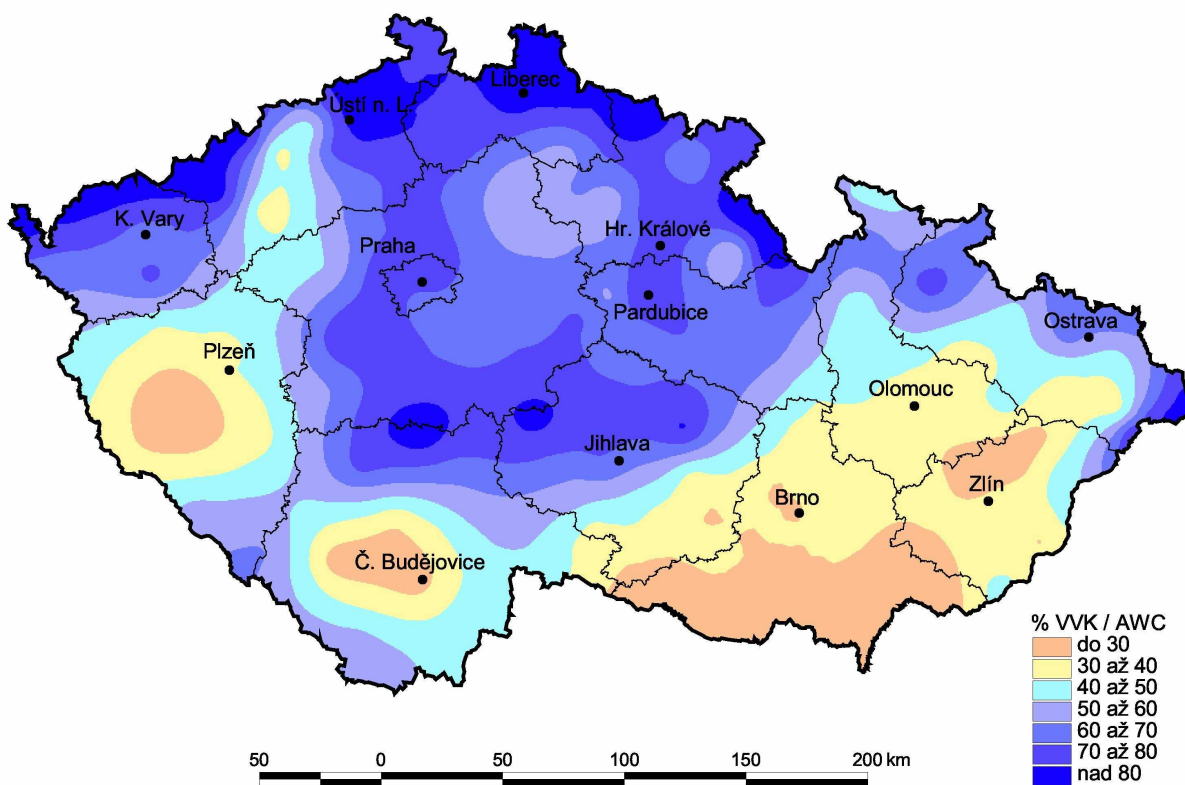 Liberec
Ústí n. L.
K. Vary
Praha
Hr. Králové
Pardubice
Ostrava
Plzeň
Olomouc
Jihlava
Zlín
Brno
Č. Budějovice
% VVK / AWC
do 30
30 až 40
40 až 50
50 až 60
60 až 70
70 až 80
nad 80
50 0 50 100 150 200 km